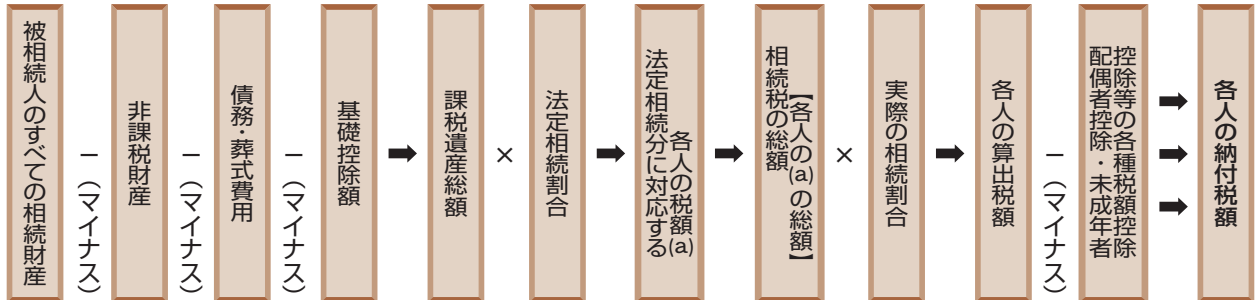 被相続人のすべての相続財産
－（マイナス）
非課税財産
－（マイナス）
債務・葬式費用
－（マイナス）
基礎控除額
➡
課税遺産総額
×
法定相続割合
➡
法定相続分に対応する
各人の税額(a)
➡
相続税の総額
【各人の(a)の総額】
×
実際の相続割合
➡
各人の算出税額
－（マイナス）
配偶者控除・未成年者
控除等の各種税額控除
➡ ➡ ➡
各人の納付税額